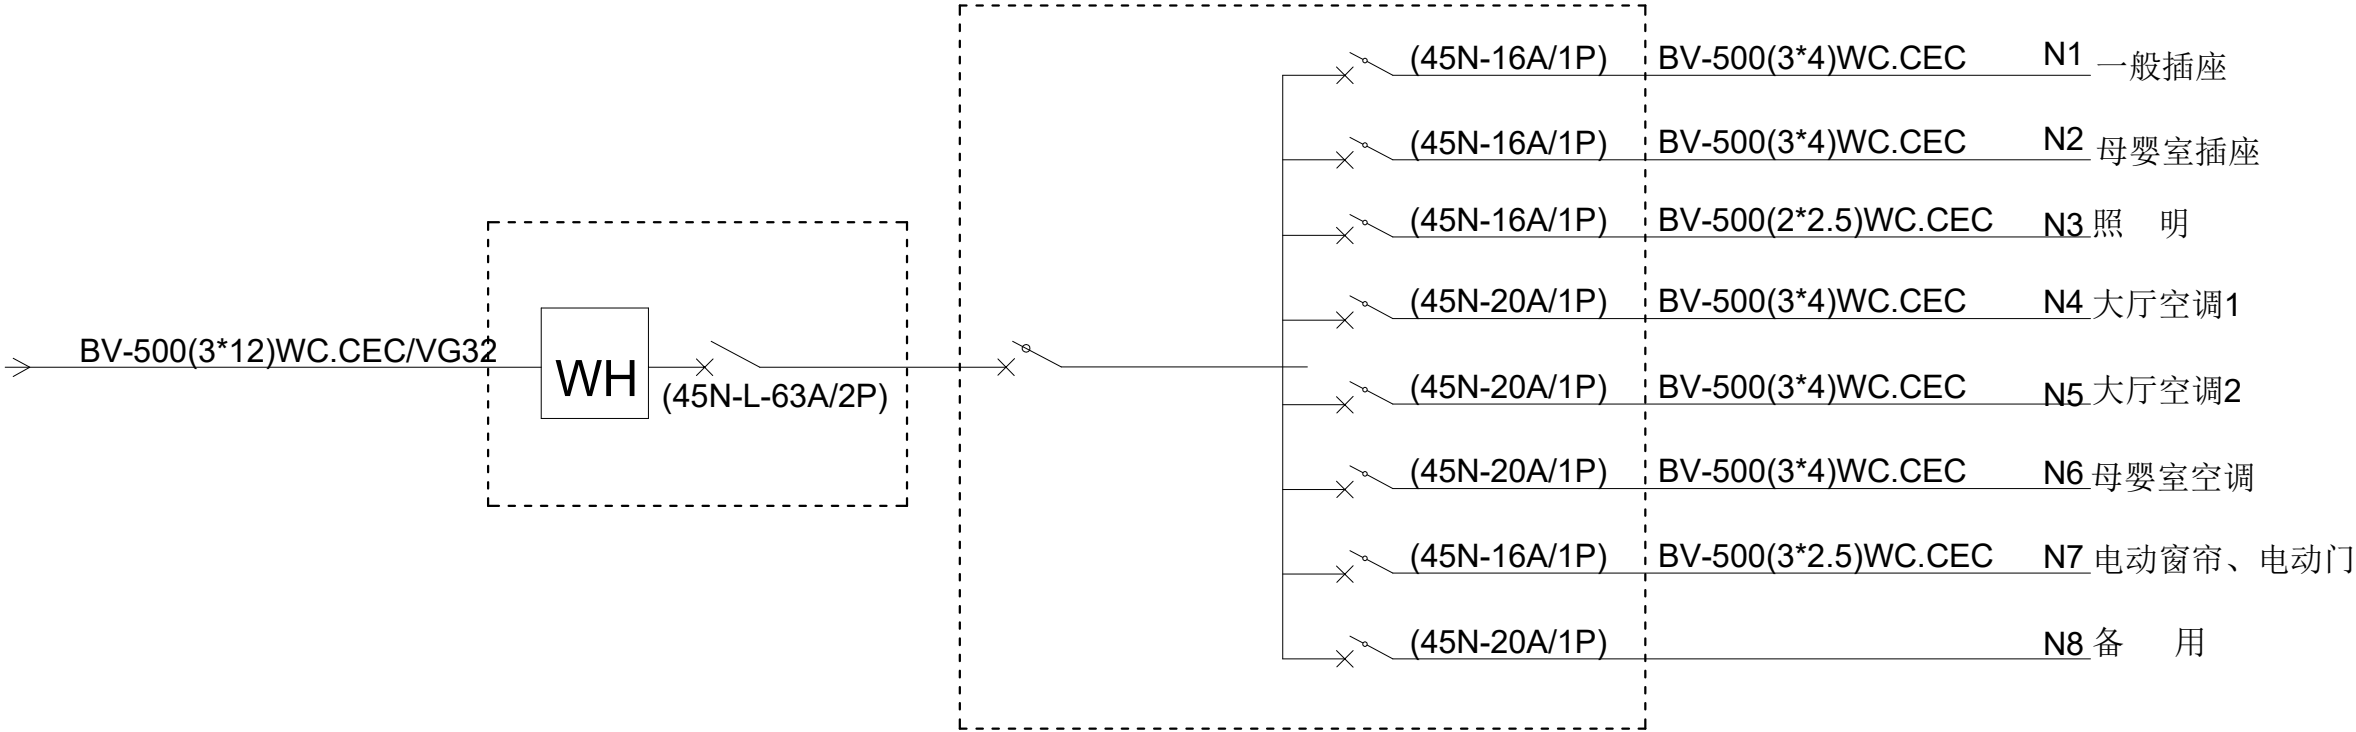 (45N-16A/1P) BV-500(3*4)WC.CEC N1 一般插座
(45N-16A/1P) BV-500(3*4)WC.CEC N2 母婴室插座
(45N-16A/1P) BV-500(2*2.5)WC.CEC N3 照 明
(45N-20A/1P) BV-500(3*4)WC.CEC N4 大厅空调1
BV-500(3*12)WC.CEC/VG32
WH
(45N-L-63A/2P)
(45N-20A/1P) BV-500(3*4)WC.CEC N5 大厅空调2
(45N-20A/1P) BV-500(3*4)WC.CEC N6 母婴室空调
(45N-16A/1P) BV-500(3*2.5)WC.CEC N7 电动窗帘、电动门
(45N-20A/1P) N8 备 用